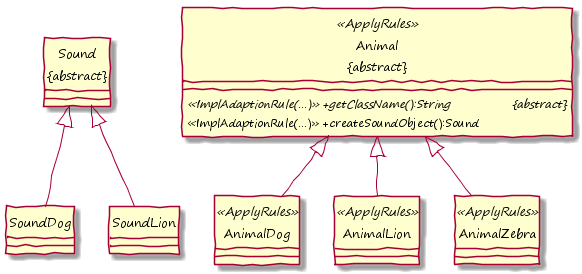 Sound
{abstract}
«ApplyRules»
Animal
{abstract}
«ImplAdaptionRule(...)» +getClassName():String {abstract}
«ImplAdaptionRule(...)» +createSoundObject():Sound
SoundDog
SoundLion
«ApplyRules»
AnimalDog
«ApplyRules»
AnimalLion
«ApplyRules»
AnimalZebra